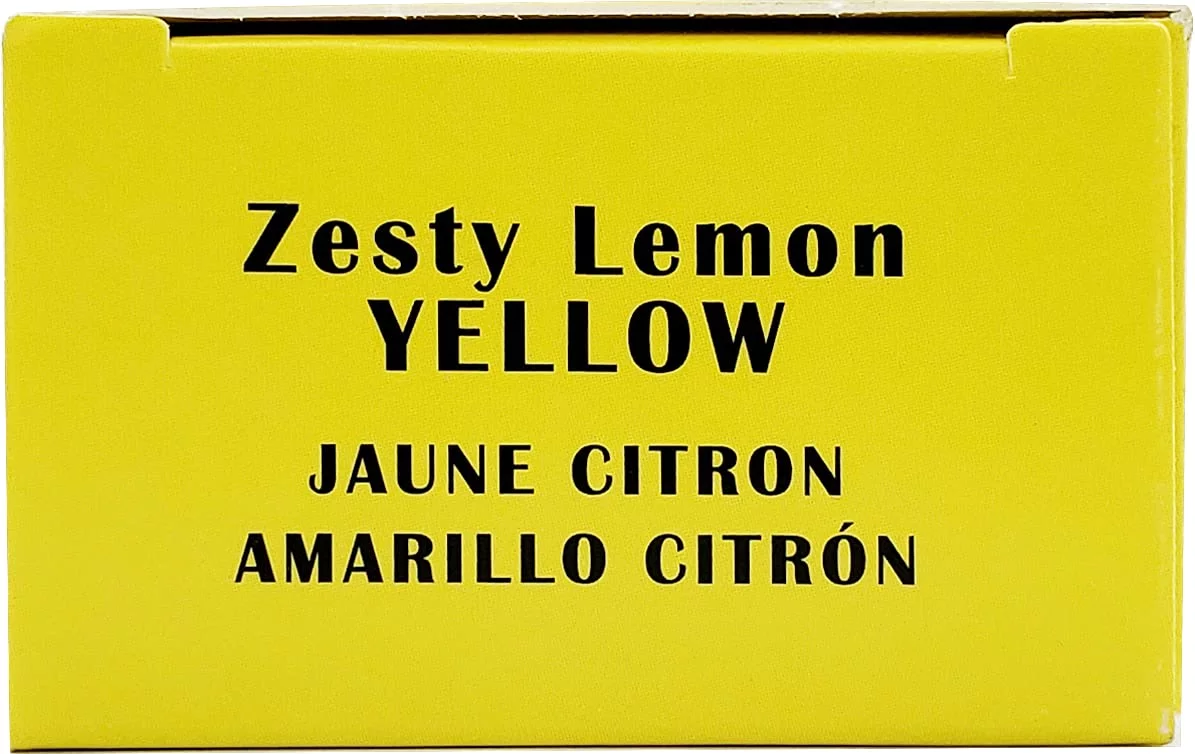 Zesty Lemon
YELLOW
JAUNE CITRON
AMARILLO CITRÓN